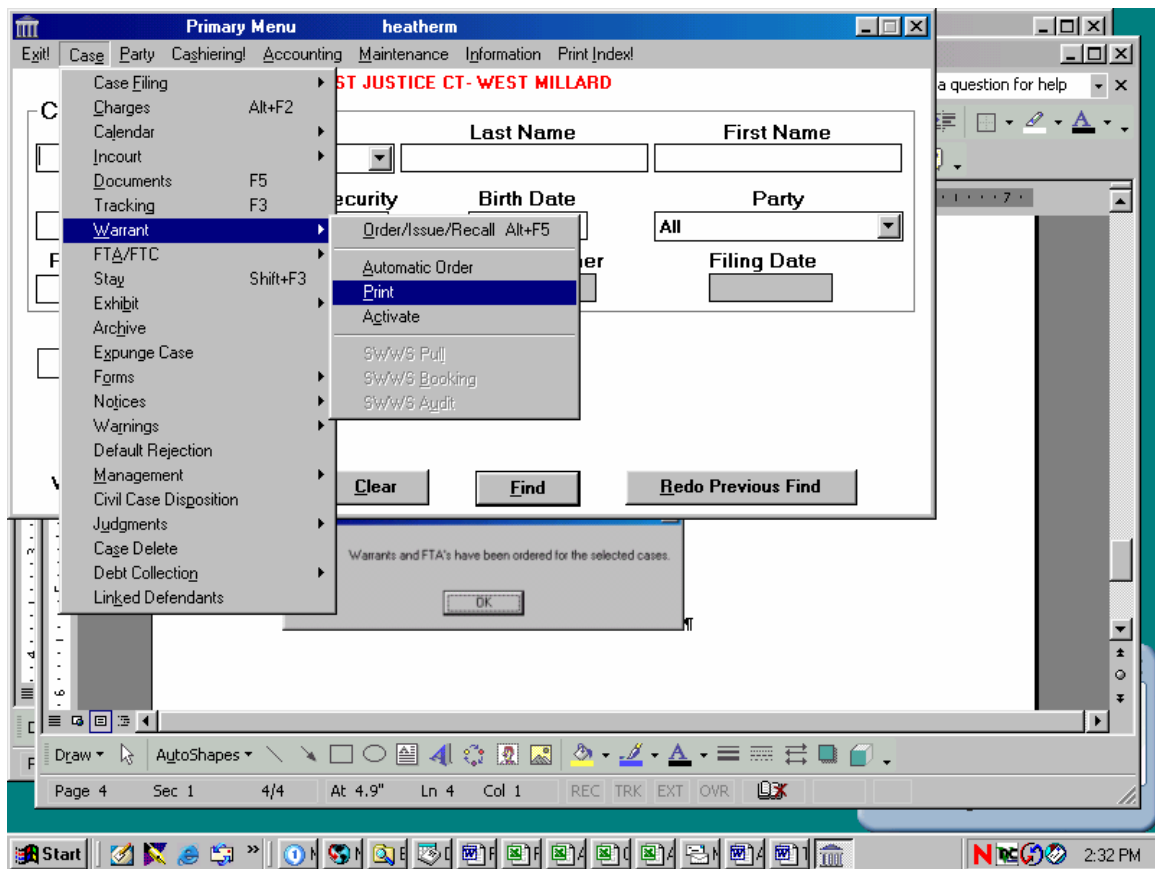 Primary Menu heatherm
Exit! Case Party Cashiering! Accounting Maintenance Information Print Index!
ST JUSTICE CT- WEST MILLARD
a question for help
Case Filing
Charges Alt+F2
Calendar
Incourt
Documents F5
Tracking F3
Warrant
FTA/FTC
Stay Shift+F3
Exhibit
Archive
Expunge Case
Forms
Notices
Warnings
Default Rejection
Management
Civil Case Disposition
Judgments
Case Delete
Debt Collection
Linked Defendants
Last Name First Name
Birth Date Party
All
Filing Date
Order/Issue/Recall Alt+F5
Automatic Order
Print
Activate
SWWS Pull
SWWS Booking
SWWS Audit
Clear Find Redo Previous Find
Warrants and FTA's have been ordered for the selected cases.
OK
Draw AutoShapes
Page 4 Sec 1 4/4 At 4.9" Ln 4 Col 1 REC TRK EXT OVR
Start 2:32 PM